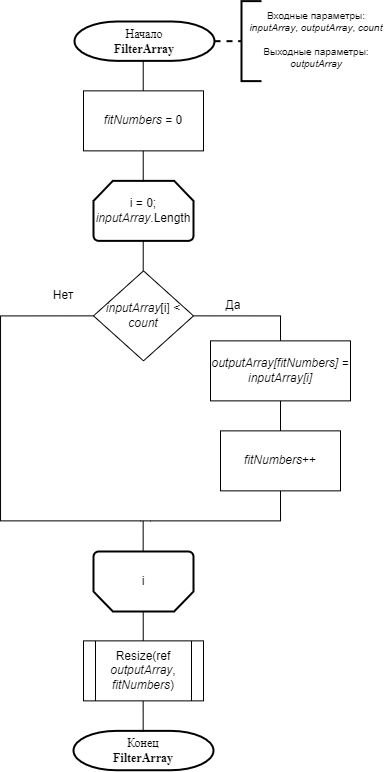 Начало
FilterArray
Входные параметры:
inputArray, outputArray, count
Выходные параметры:
outputArray
fitNumbers = 0
i = 0;
inputArray.Length
Нет
inputArray[i] <
count
Да
outputArray[fitNumbers] =
inputArray[i]
fitNumbers++
i
Resize(ref
outputArray,
fitNumbers)
Конец
FilterArray